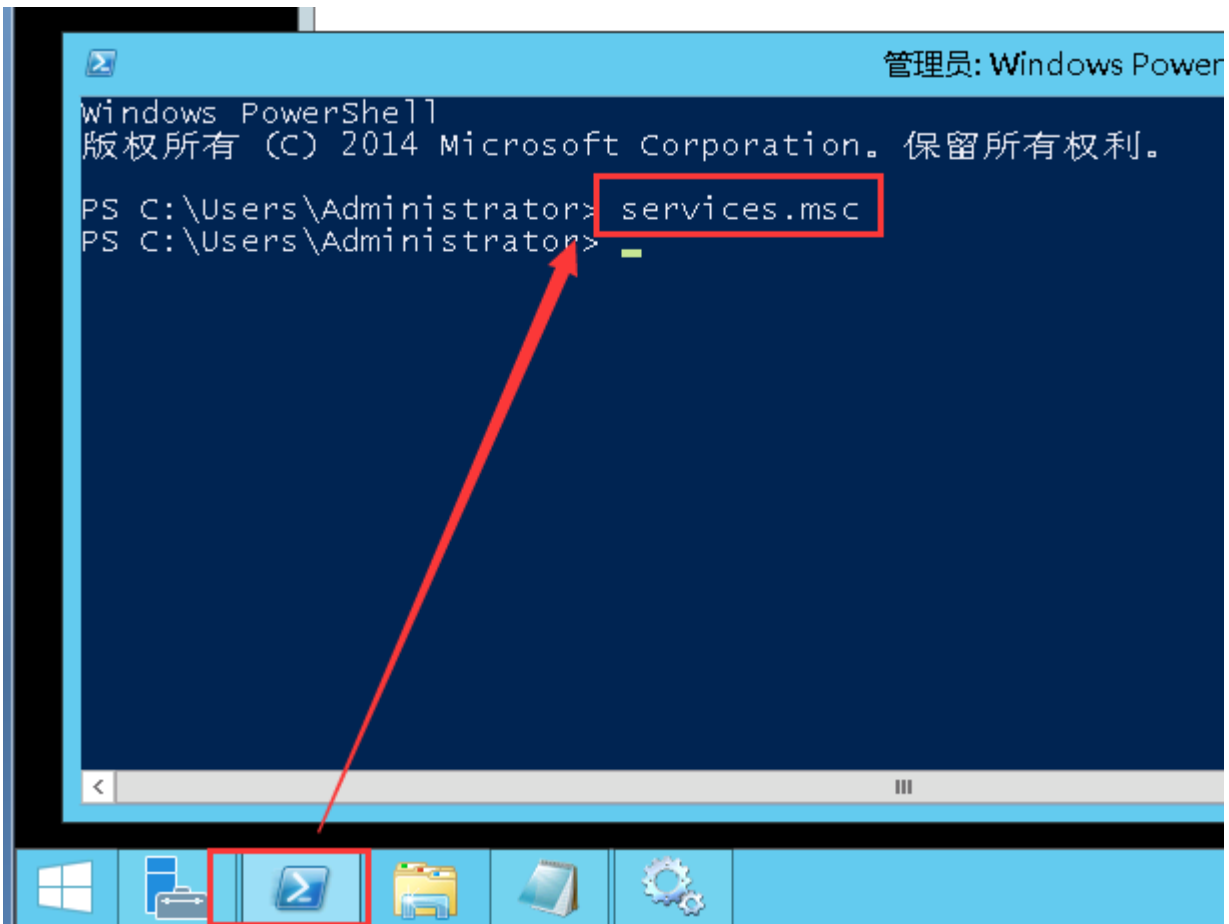 管理员: Windows Power
Windows PowerShell
版权所有 (C) 2014 Microsoft Corporation。保留所有权利。
PS C:\Users\Administrator> services.msc
PS C:\Users\Administrator>